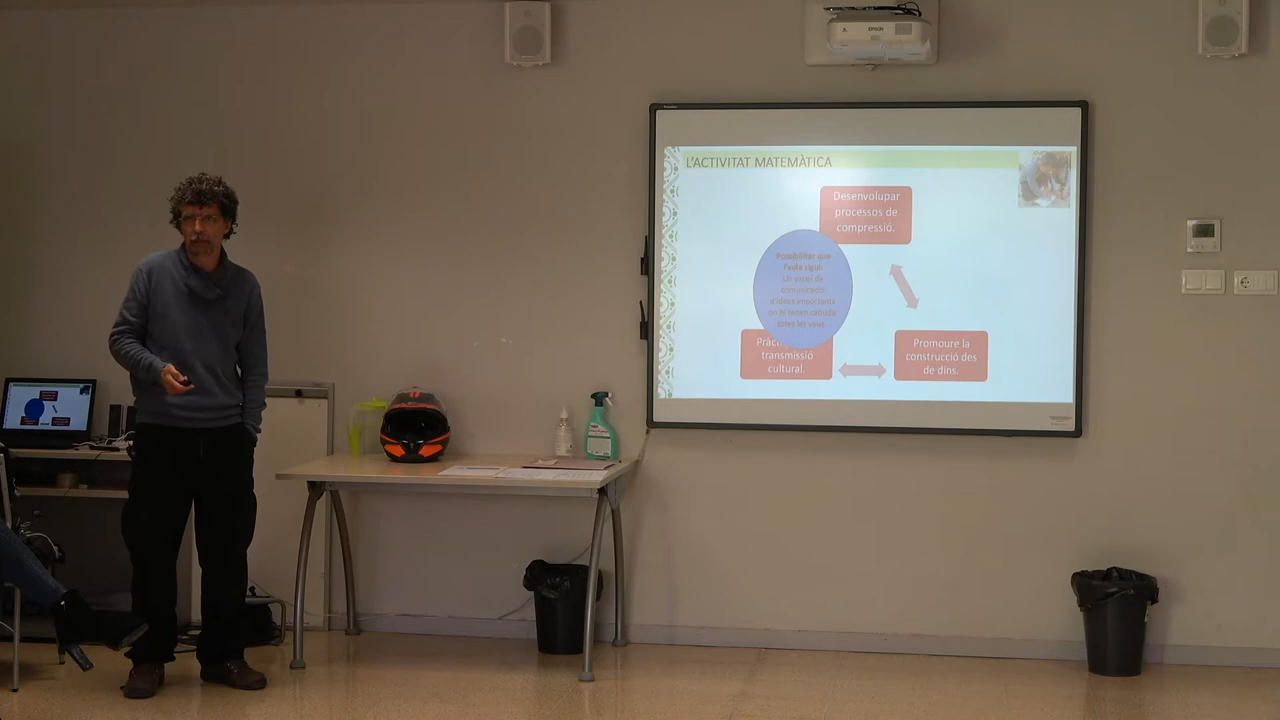 EPSON
L'ACTIVITAT MATEMÀTICA
Desenvolupar
processos de
compressió.
Possibilitar que
l'aula sigui:
Un espai de
comunicació
d'idees importants
on hi tenen cabuda
totes les veus.
transmissió
cultural.
Promoure la
construcció des
de dins.